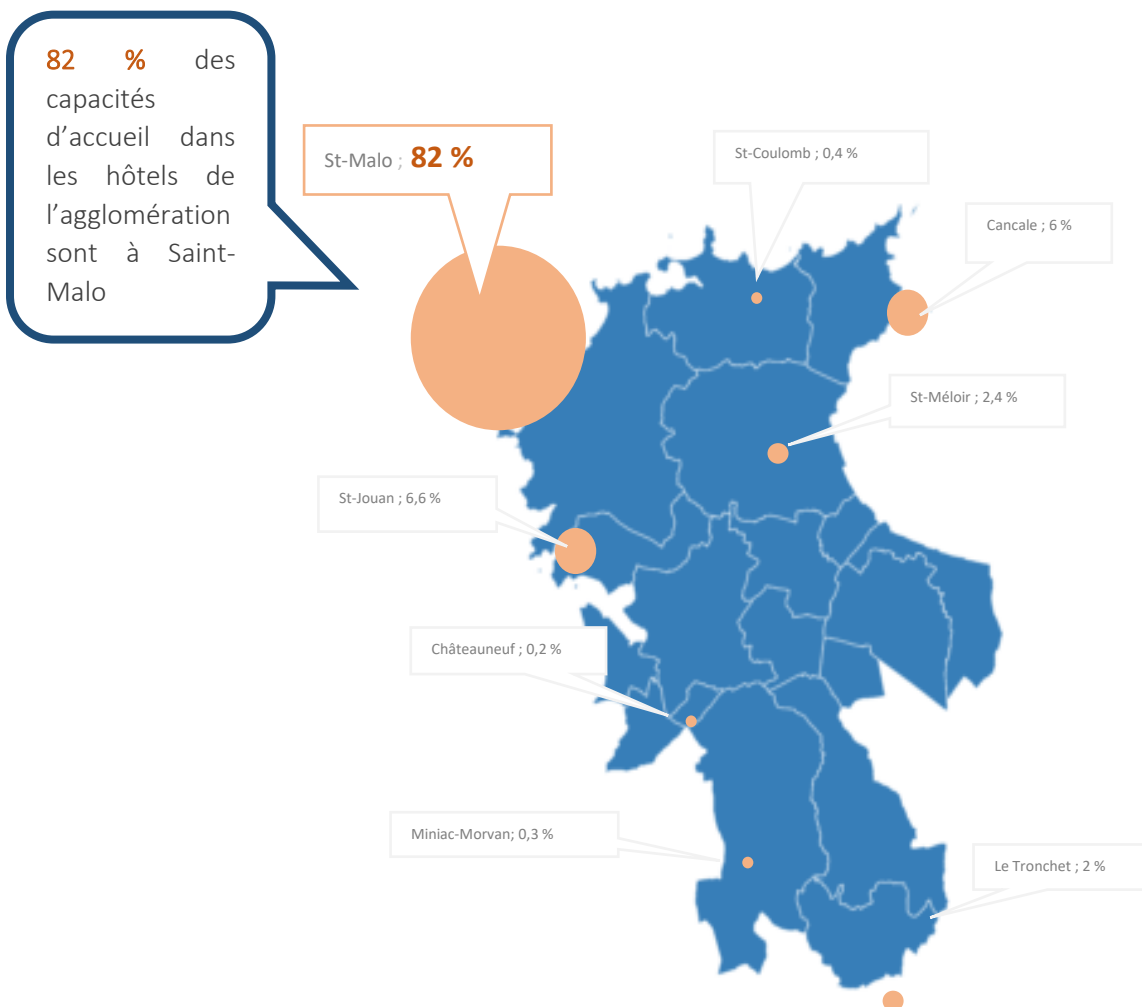 82 % des
capacités
d’accueil dans
les hôtels de
l’agglomération
sont à Saint-
Malo
St-Malo ; 82 %
St-Coulomb ; 0,4 %
Cancale ; 6 %
St-Méloir ; 2,4 %
St-Jouan ; 6,6 %
Châteauneuf ; 0,2 %
Miniac-Morvan; 0,3 %
Le Tronchet ; 2 %